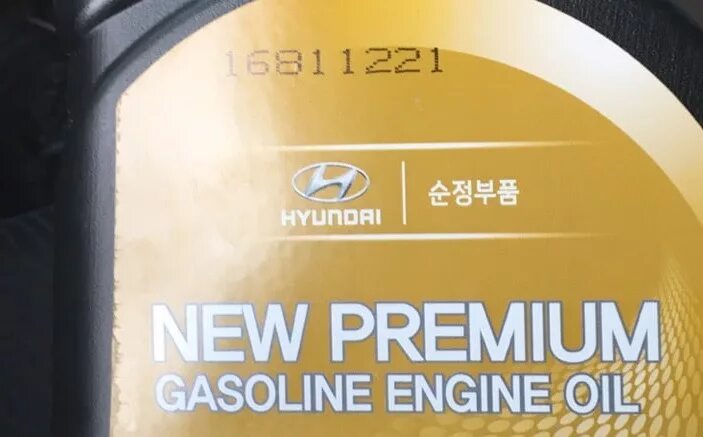 16811221
HYUNDAI
순정부품
NEW PREMIUM
GASOLINE ENGINE OIL